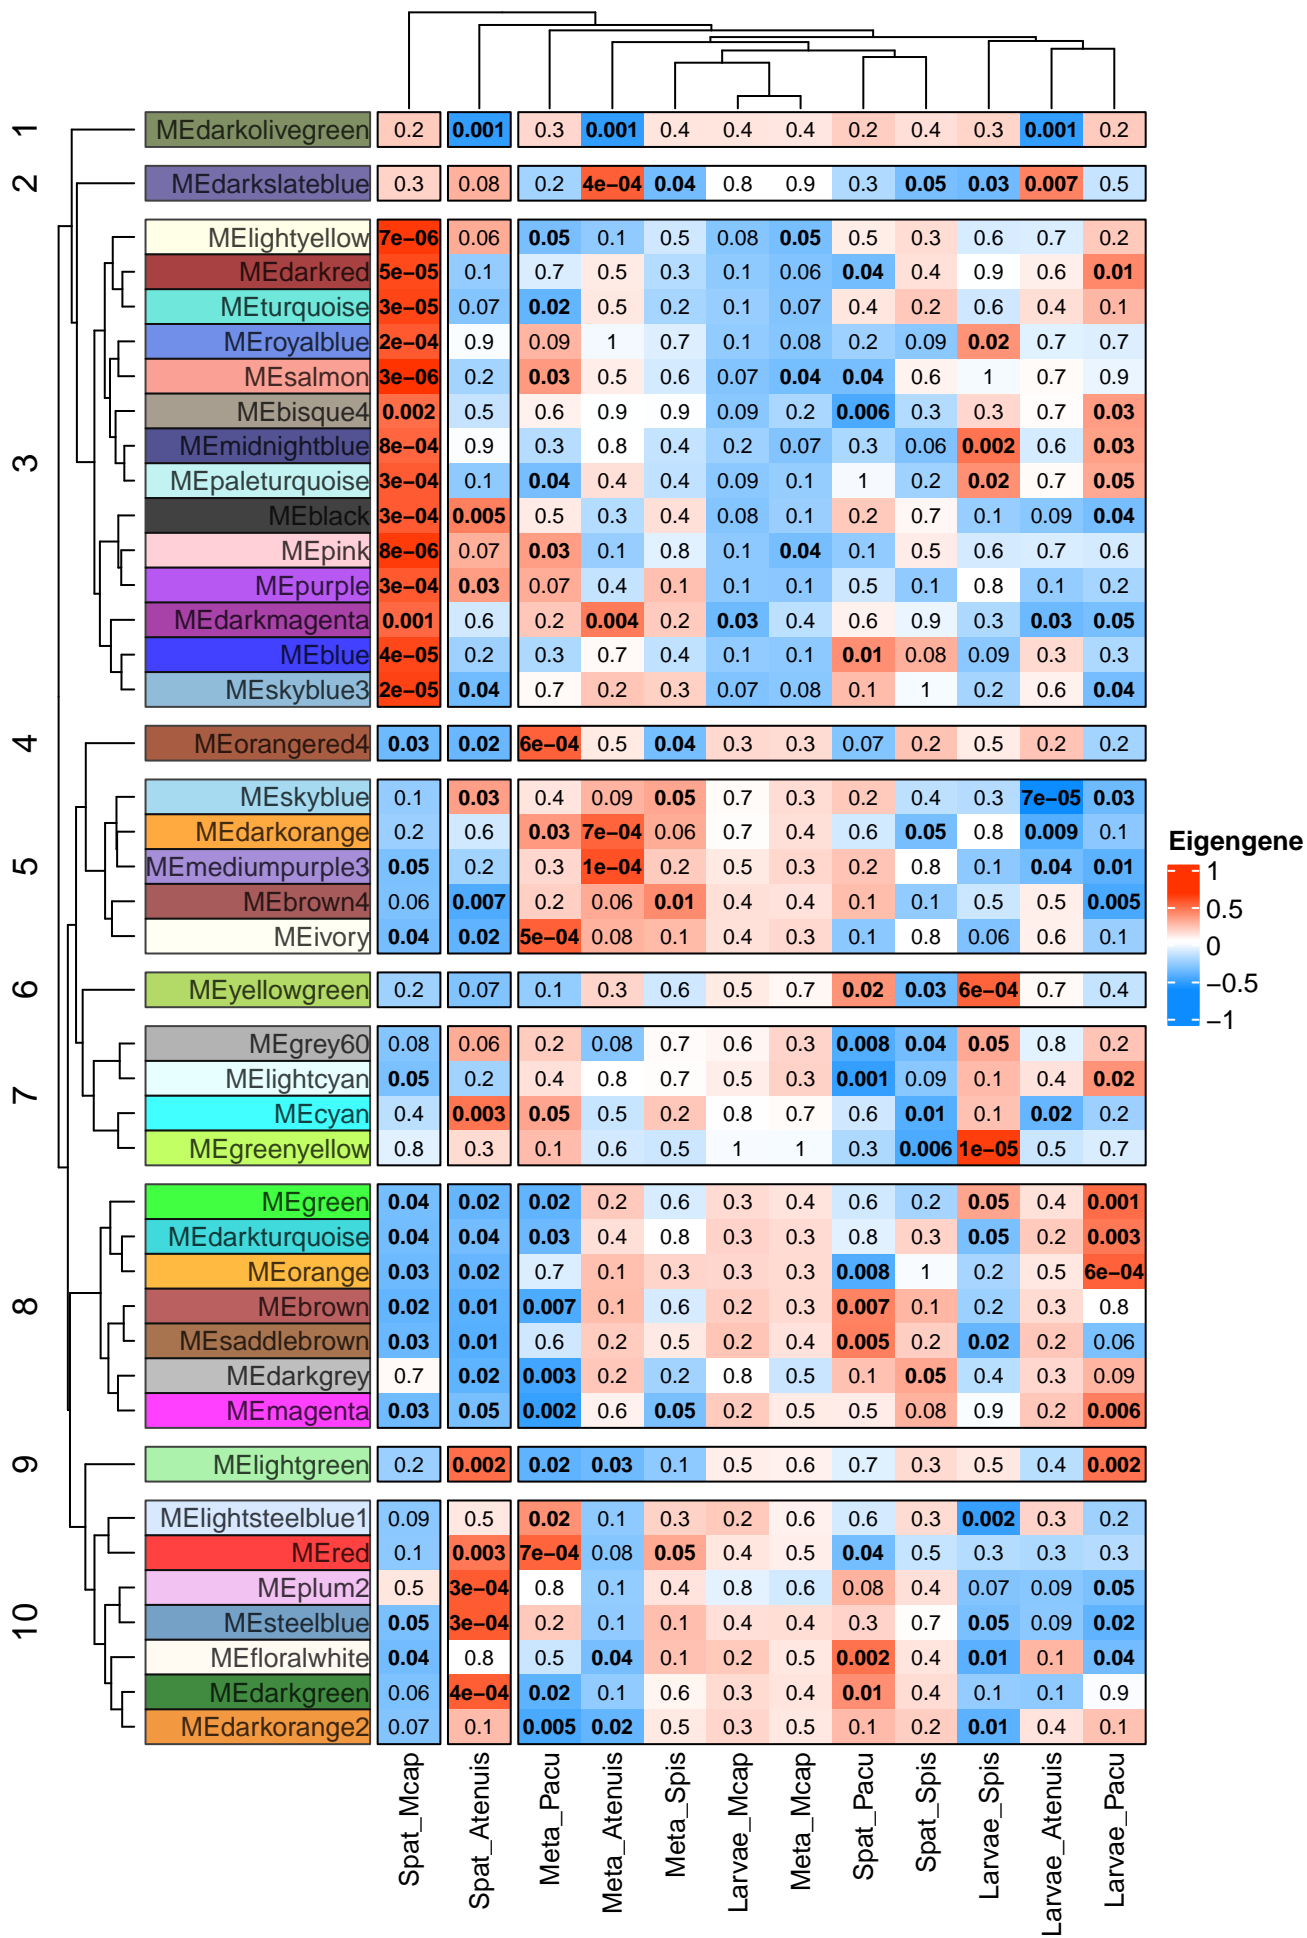 1 MEdarkolivegreen 0.2 0.001 0.3 0.001 0.4 0.4 0.4 0.2 0.4 0.3 0.001 0.2
2 MEdarkslateblue 0.3 0.08 0.2 4e−04 0.04 0.8 0.9 0.3 0.05 0.03 0.007 0.5
MElightyellow 7e−06 0.06 0.05 0.1 0.5 0.08 0.05 0.5 0.3 0.6 0.7 0.2
MEdarkred 5e−05 0.1 0.7 0.5 0.3 0.1 0.06 0.04 0.4 0.9 0.6 0.01
MEturquoise 3e−05 0.07 0.02 0.5 0.2 0.1 0.07 0.4 0.2 0.6 0.4 0.1
MEroyalblue 2e−04 0.9 0.09 1 0.7 0.1 0.08 0.2 0.09 0.02 0.7 0.7
MEsalmon 3e−06 0.2 0.03 0.5 0.6 0.07 0.04 0.04 0.6 1 0.7 0.9
MEbisque4 0.002 0.5 0.6 0.9 0.9 0.09 0.2 0.006 0.3 0.3 0.7 0.03
MEmidnightblue 8e−04 0.9 0.3 0.8 0.4 0.2 0.07 0.3 0.06 0.002 0.6 0.03
3 MEpaleturquoise 3e−04 0.1 0.04 0.4 0.4 0.09 0.1 1 0.2 0.02 0.7 0.05
MEblack 3e−04 0.005 0.5 0.3 0.4 0.08 0.1 0.2 0.7 0.1 0.09 0.04
MEpink 8e−06 0.07 0.03 0.1 0.8 0.1 0.04 0.1 0.5 0.6 0.7 0.6
MEpurple 3e−04 0.03 0.07 0.4 0.1 0.1 0.1 0.5 0.1 0.8 0.1 0.2
MEdarkmagenta 0.001 0.6 0.2 0.004 0.2 0.03 0.4 0.6 0.9 0.3 0.03 0.05
MEblue 4e−05 0.2 0.3 0.7 0.4 0.1 0.1 0.01 0.08 0.09 0.3 0.3
MEskyblue3 2e−05 0.04 0.7 0.2 0.3 0.07 0.08 0.1 1 0.2 0.6 0.04
4 MEorangered4 0.03 0.02 6e−04 0.5 0.04 0.3 0.3 0.07 0.2 0.5 0.2 0.2
MEskyblue 0.1 0.03 0.4 0.09 0.05 0.7 0.3 0.2 0.4 0.3 7e−05 0.03
MEdarkorange 0.2 0.6 0.03 7e−04 0.06 0.7 0.4 0.6 0.05 0.8 0.009 0.1
5 MEmediumpurple3 0.05 0.2 0.3 1e−04 0.2 0.5 0.3 0.2 0.8 0.1 0.04 0.01
MEbrown4 0.06 0.007 0.2 0.06 0.01 0.4 0.4 0.1 0.1 0.5 0.5 0.005
MEivory 0.04 0.02 5e−04 0.08 0.1 0.4 0.3 0.1 0.8 0.06 0.6 0.1
6 MEyellowgreen 0.2 0.07 0.1 0.3 0.6 0.5 0.7 0.02 0.03 6e−04 0.7 0.4
MEgrey60 0.08 0.06 0.2 0.08 0.7 0.6 0.3 0.008 0.04 0.05 0.8 0.2
MElightcyan 0.05 0.2 0.4 0.8 0.7 0.5 0.3 0.001 0.09 0.1 0.4 0.02
7 MEcyan 0.4 0.003 0.05 0.5 0.2 0.8 0.7 0.6 0.01 0.1 0.02 0.2
MEgreenyellow 0.8 0.3 0.1 0.6 0.5 1 1 0.3 0.006 1e−05 0.5 0.7
MEgreen 0.04 0.02 0.02 0.2 0.6 0.3 0.4 0.6 0.2 0.05 0.4 0.001
MEdarkturquoise 0.04 0.04 0.03 0.4 0.8 0.3 0.3 0.8 0.3 0.05 0.2 0.003
MEorange 0.03 0.02 0.7 0.1 0.3 0.3 0.3 0.008 1 0.2 0.5 6e−04
8 MEbrown 0.02 0.01 0.007 0.1 0.6 0.2 0.3 0.007 0.1 0.2 0.3 0.8
MEsaddlebrown 0.03 0.01 0.6 0.2 0.5 0.2 0.4 0.005 0.2 0.02 0.2 0.06
MEdarkgrey 0.7 0.02 0.003 0.2 0.2 0.8 0.5 0.1 0.05 0.4 0.3 0.09
MEmagenta 0.03 0.05 0.002 0.6 0.05 0.2 0.5 0.5 0.08 0.9 0.2 0.006
9 MElightgreen 0.2 0.002 0.02 0.03 0.1 0.5 0.6 0.7 0.3 0.5 0.4 0.002
MElightsteelblue1 0.09 0.5 0.02 0.1 0.3 0.2 0.6 0.6 0.3 0.002 0.3 0.2
MEred 0.1 0.003 7e−04 0.08 0.05 0.4 0.5 0.04 0.5 0.3 0.3 0.3
MEplum2 0.5 3e−04 0.8 0.1 0.4 0.8 0.6 0.08 0.4 0.07 0.09 0.05
10 MEsteelblue 0.05 3e−04 0.2 0.1 0.1 0.4 0.4 0.3 0.7 0.05 0.09 0.02
MEfloralwhite 0.04 0.8 0.5 0.04 0.1 0.2 0.5 0.002 0.4 0.01 0.1 0.04
MEdarkgreen 0.06 4e−04 0.02 0.1 0.6 0.3 0.4 0.01 0.4 0.1 0.1 0.9
MEdarkorange2 0.07 0.1 0.005 0.02 0.5 0.3 0.5 0.1 0.2 0.01 0.4 0.1
Spat_Mcap
Spat_Atenuis
Meta_Pacu
Meta_Atenuis
Meta_Spis
Larvae_Mcap
Meta_Mcap
Spat_Pacu
Spat_Spis
Larvae_Spis
Larvae_Atenuis
Larvae_Pacu
Eigengene
1
0.5
0
−0.5
−1